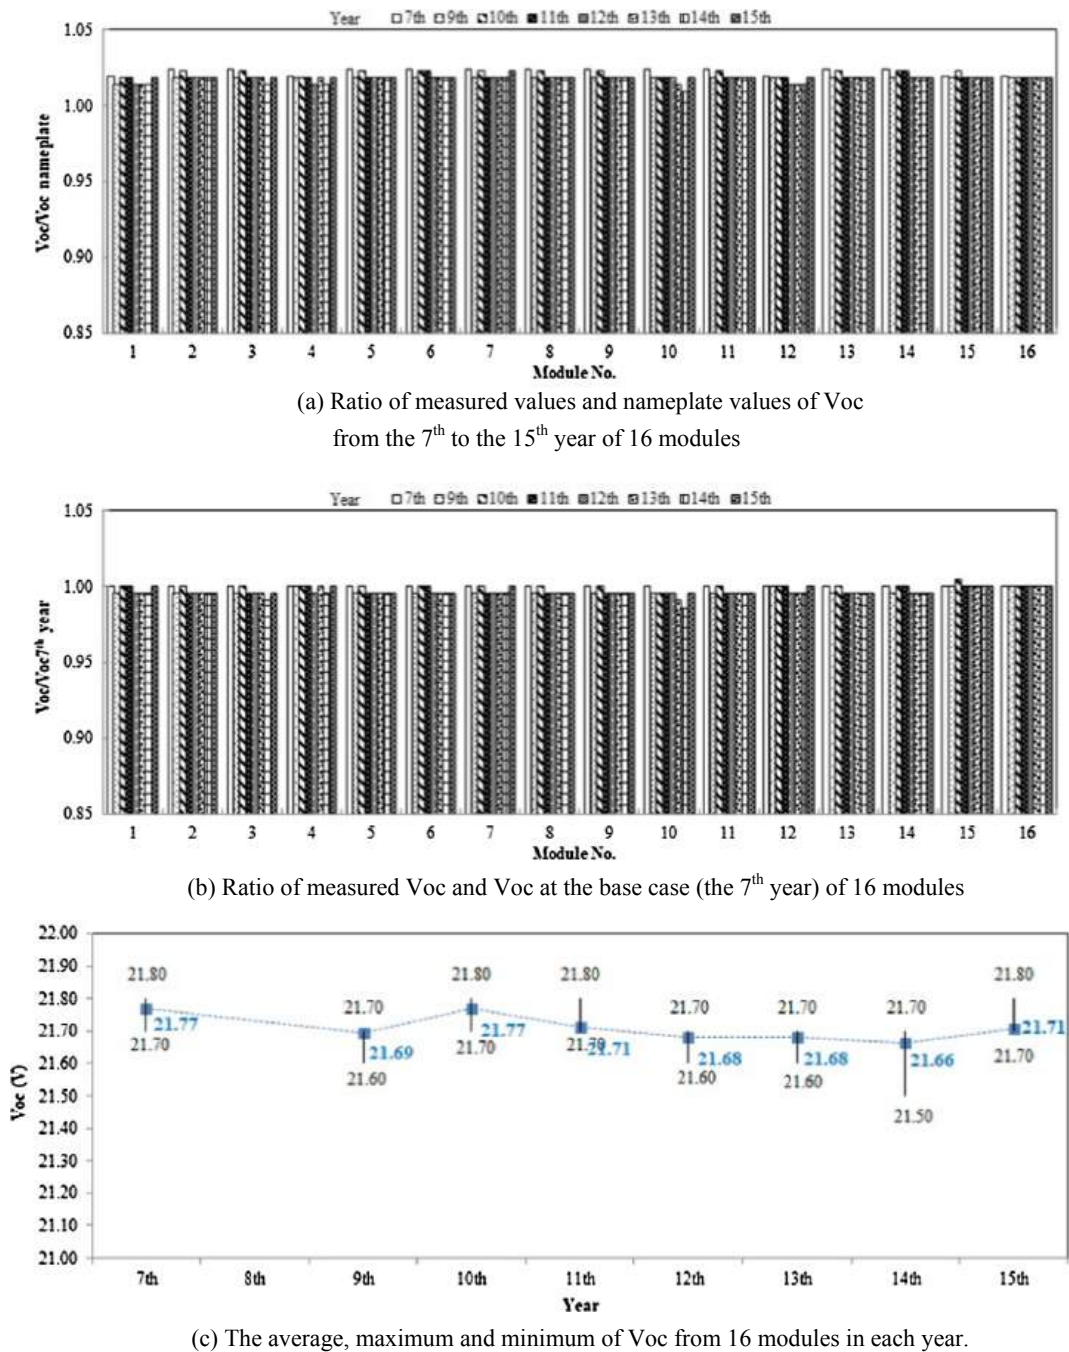 Year 7th 9th 10th 11th 12th 13th 14th 15th
1.05
1.00
0.95
0.90
0.85
Voc/Voc nameplate
1 2 3 4 5 6 7 8 9 10 11 12 13 14 15 16
Module No.
(a) Ratio of measured values and nameplate values of Voc
from the 7th to the 15th year of 16 modules
Year 7th 9th 10th 11th 12th 13th 14th 15th
1.05
1.00
0.95
0.90
0.85
Voc/Voc7th year
1 2 3 4 5 6 7 8 9 10 11 12 13 14 15 16
Module No.
(b) Ratio of measured Voc and Voc at the base case (the 7th year) of 16 modules
22.00
21.90
21.80
21.70
21.60
21.50
21.40
21.30
21.20
21.10
21.00
Voc (V)
21.80 21.80 21.80 21.80
21.70 21.70 21.70 21.70
21.77 21.69 21.77 21.71 21.68 21.68 21.66 21.71
21.70 21.60 21.70 21.70 21.60 21.60 21.50 21.70
7th 8th 9th 10th 11th 12th 13th 14th 15th
Year
(c) The average, maximum and minimum of Voc from 16 modules in each year.